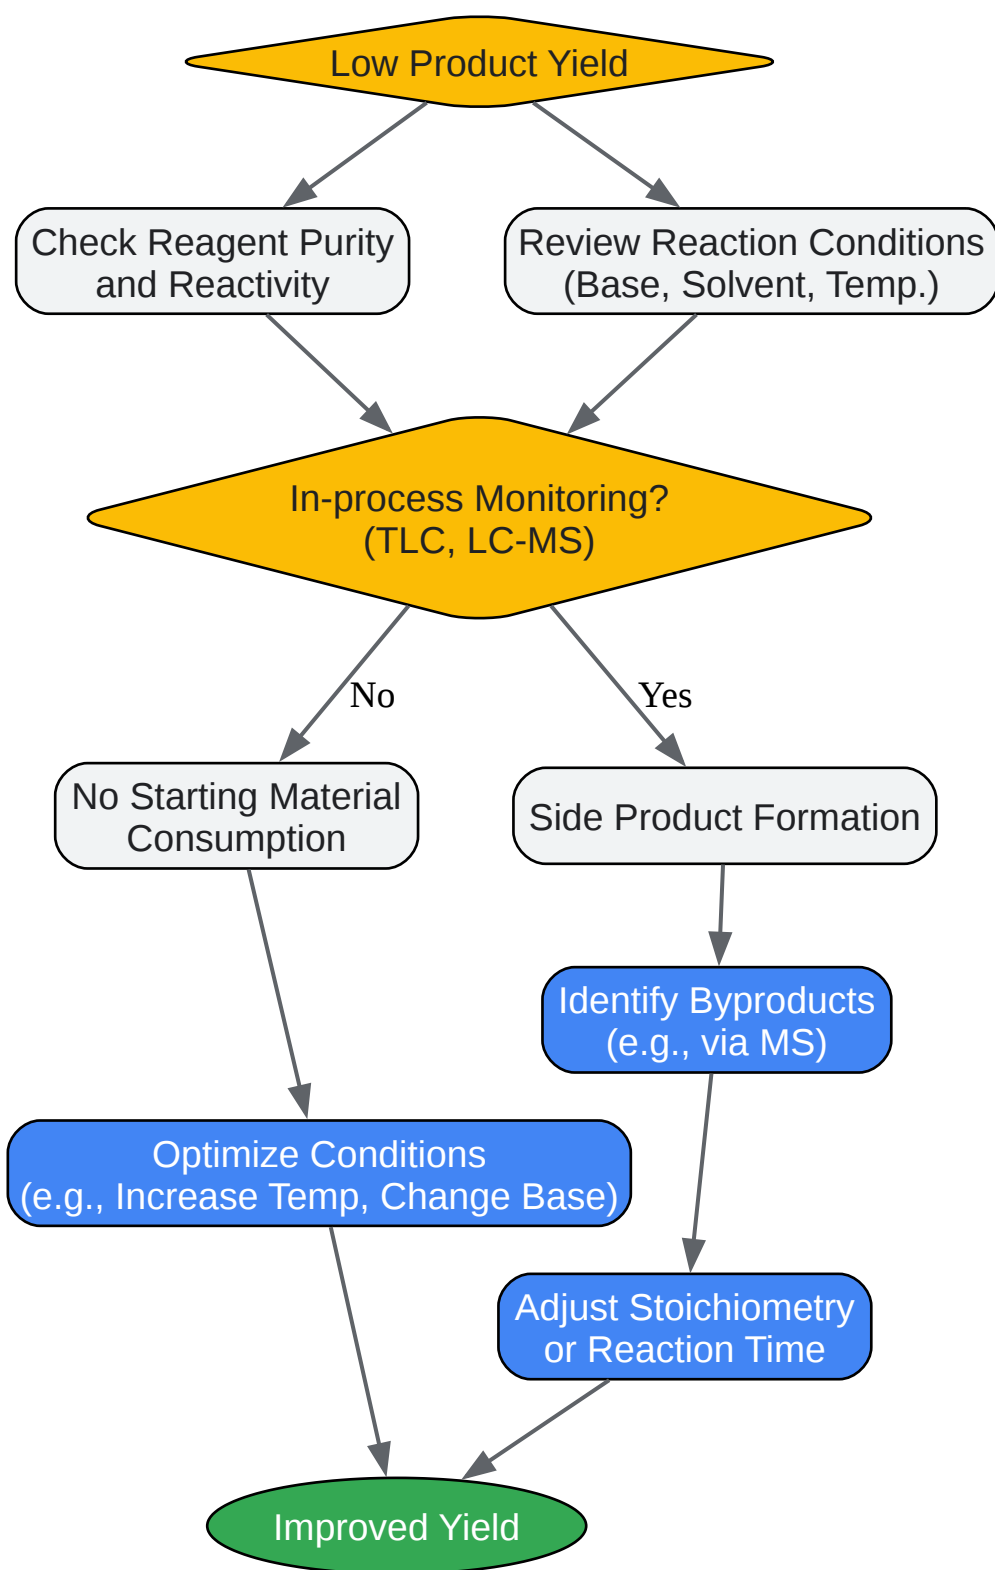 Low Product Yield
Check Reagent Purity
and Reactivity
Review Reaction Conditions
(Base, Solvent, Temp.)
In-process Monitoring?
(TLC, LC-MS)
No
Yes
No Starting Material
Consumption
Side Product Formation
Identify Byproducts
(e.g., via MS)
Optimize Conditions
(e.g., Increase Temp, Change Base)
Adjust Stoichiometry
or Reaction Time
Improved Yield